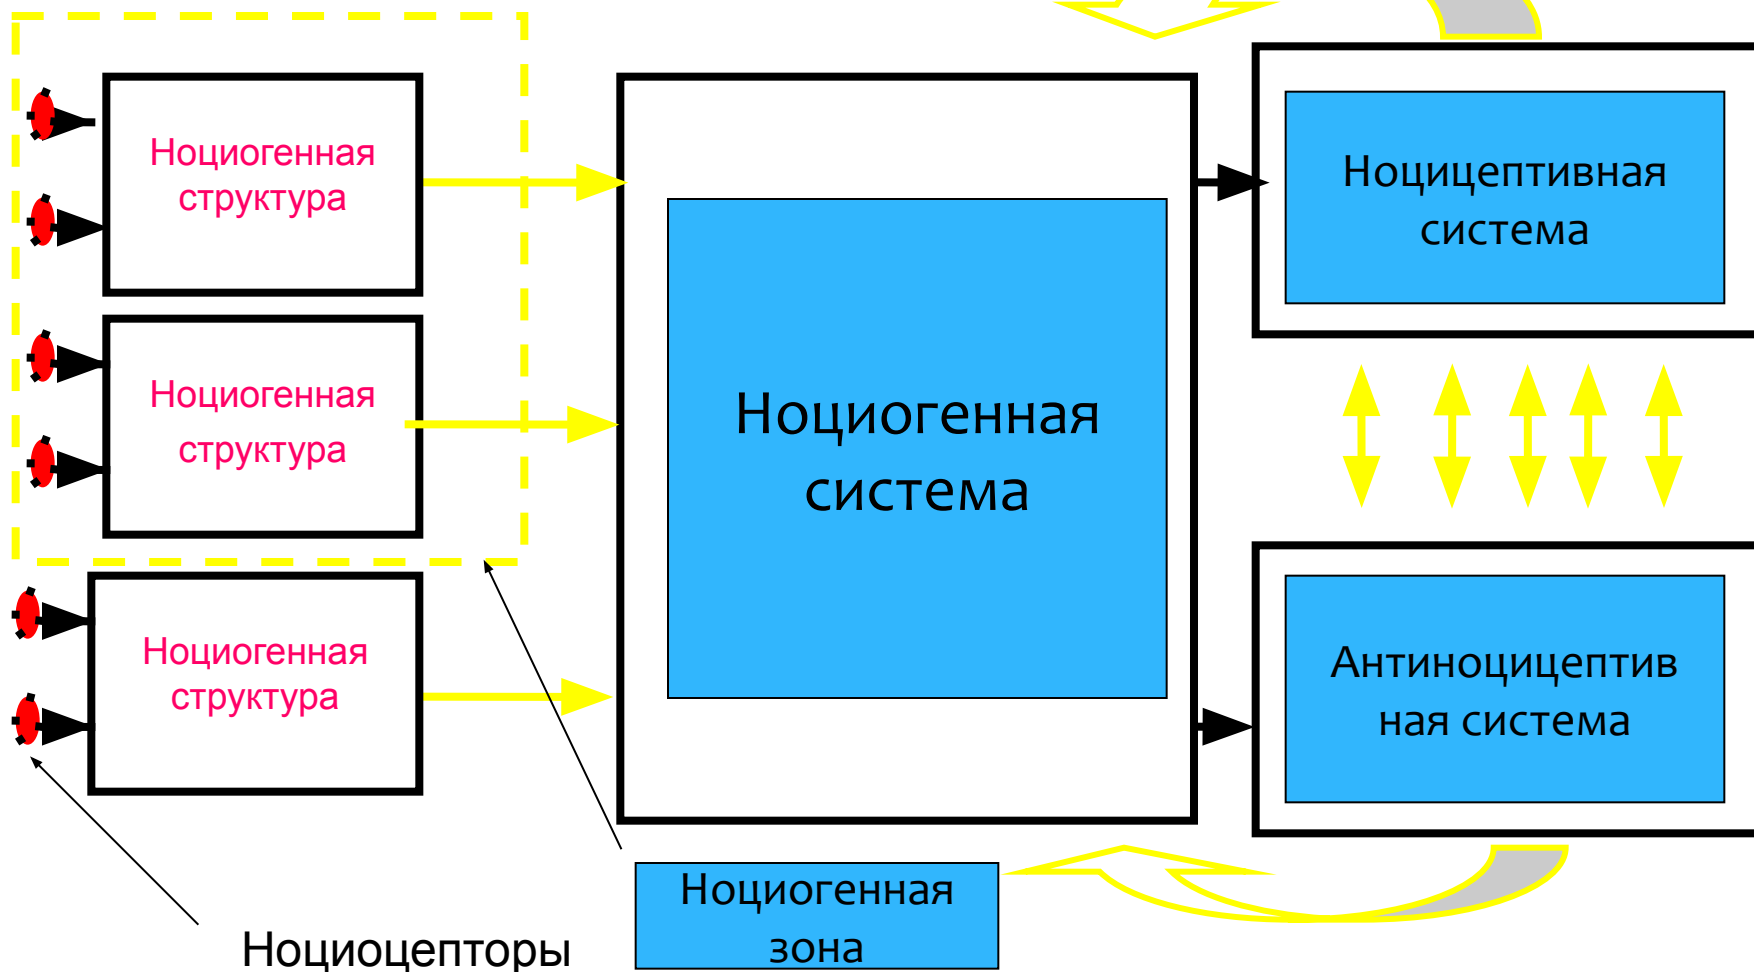 Ноциогенная
структура
Ноциогенная
структура
Ноциогенная
структура
Ноциогенная
система
Ноцицептивная
система
Антиноцицептив
ная система
Ноциогенная
зона
Ноциоцепторы